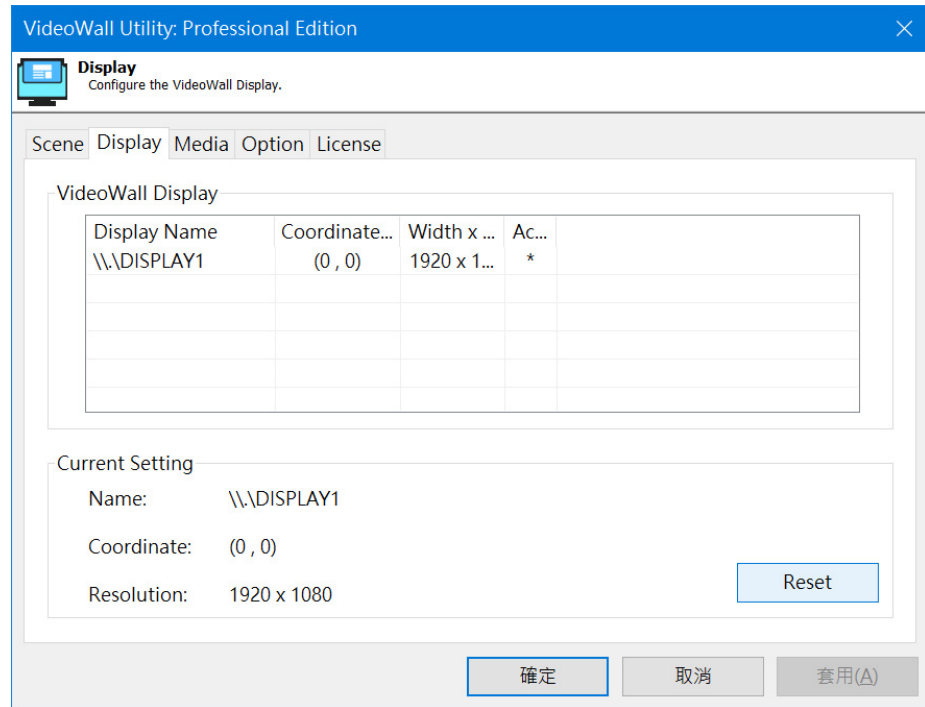 VideoWall Utility: Professional Edition
Display
Configure the VideoWall Display.
Scene Display Media Option License
VideoWall Display
Display Name Coordinate... Width x ... Ac...
\\.\DISPLAY1 (0 , 0) 1920 x 1... *
Current Setting
Name: \\.\DISPLAY1
Coordinate: (0 , 0)
Resolution: 1920 x 1080
Reset
確定 取消 套用(A)